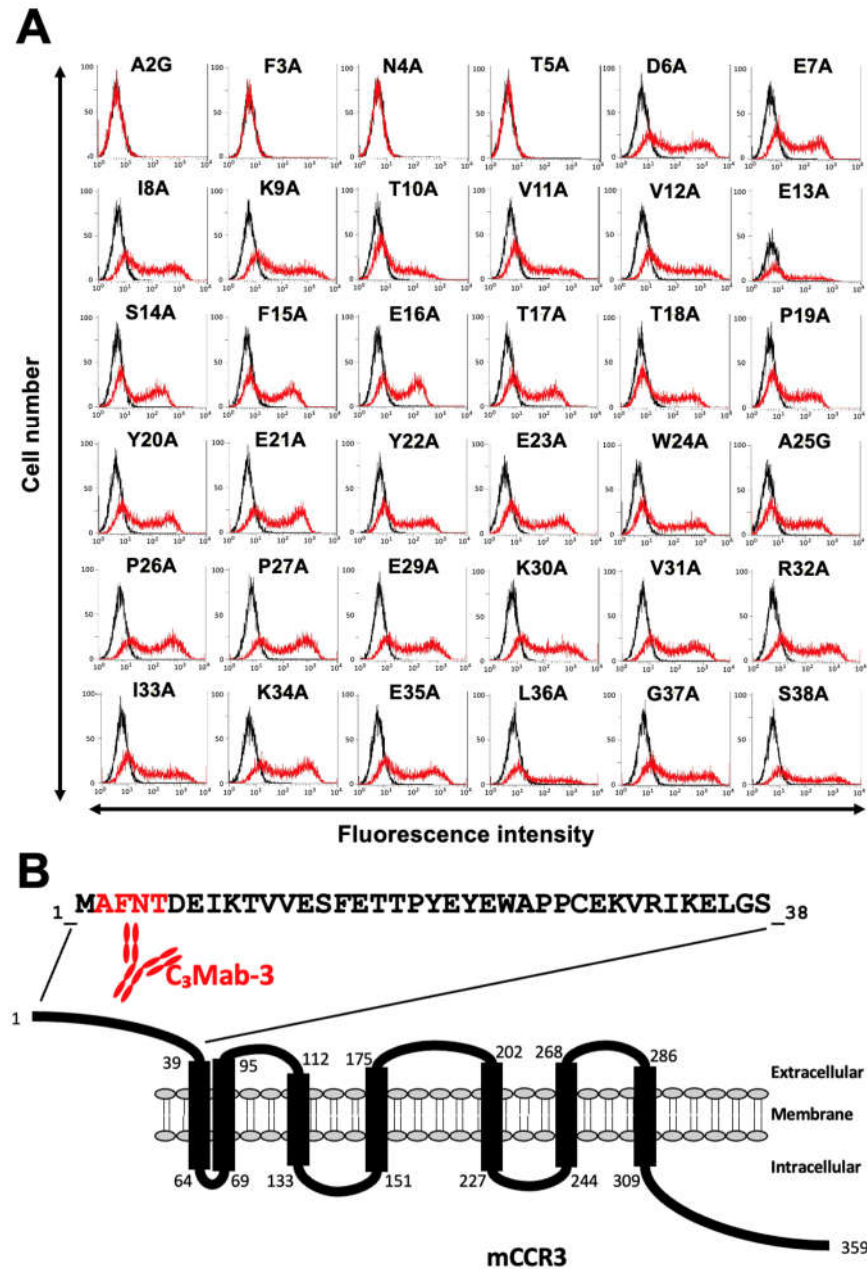 A
A2G F3A N4A T5A D6A E7A
I8A K9A T10A V11A V12A E13A
S14A F15A E16A T17A T18A P19A
Y20A E21A Y22A E23A W24A A25G
P26A P27A E29A K30A V31A R32A
I33A K34A E35A L36A G37A S38A
Cell number
Fluorescence intensity
B
1_MAFNTDEIKTVVESFETTPYEYEWAPPCEKVRIKELGS_38
C₃Mab-3
1
39 95 112 175 202 268 286
Extracellular
Membrane
Intracellular
64 69 133 151 227 244 309
359
mCCR3